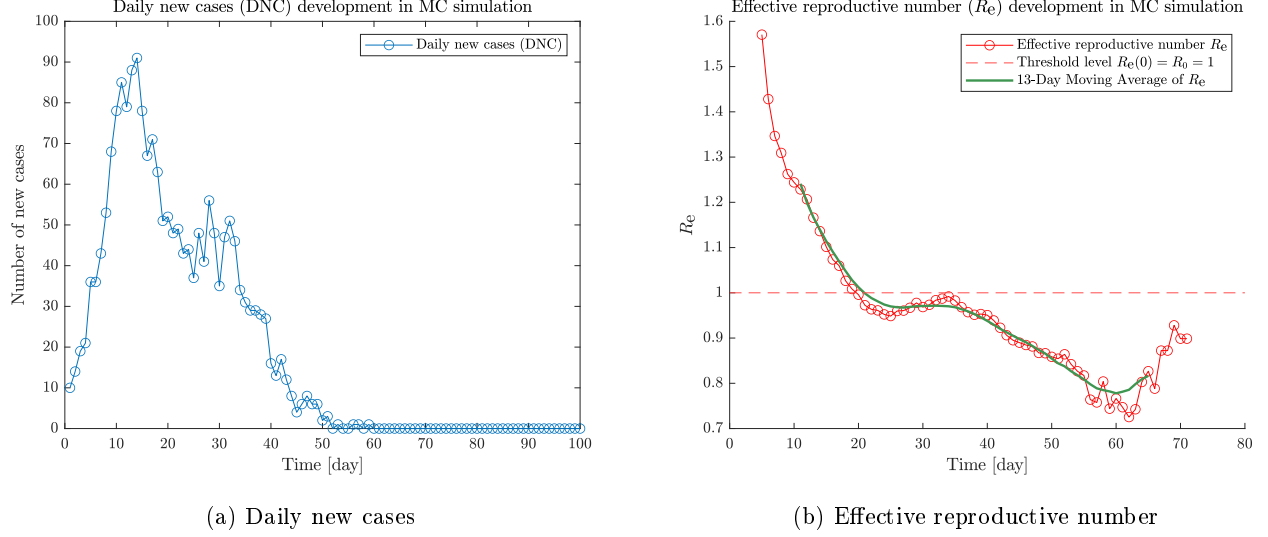 Daily new cases (DNC) development in MC simulation
Daily new cases (DNC)
100
90
80
70
60
50
40
30
20
10
0
Number of new cases
0 10 20 30 40 50 60 70 80 90 100
Time [day]
(a) Daily new cases
Effective reproductive number (Re) development in MC simulation
Effective reproductive number Re
Threshold level Re(0) = R0 = 1
13-Day Moving Average of Re
1.6
1.5
1.4
1.3
1.2
1.1
1
0.9
0.8
0.7
Re
0 10 20 30 40 50 60 70 80
Time [day]
(b) Effective reproductive number